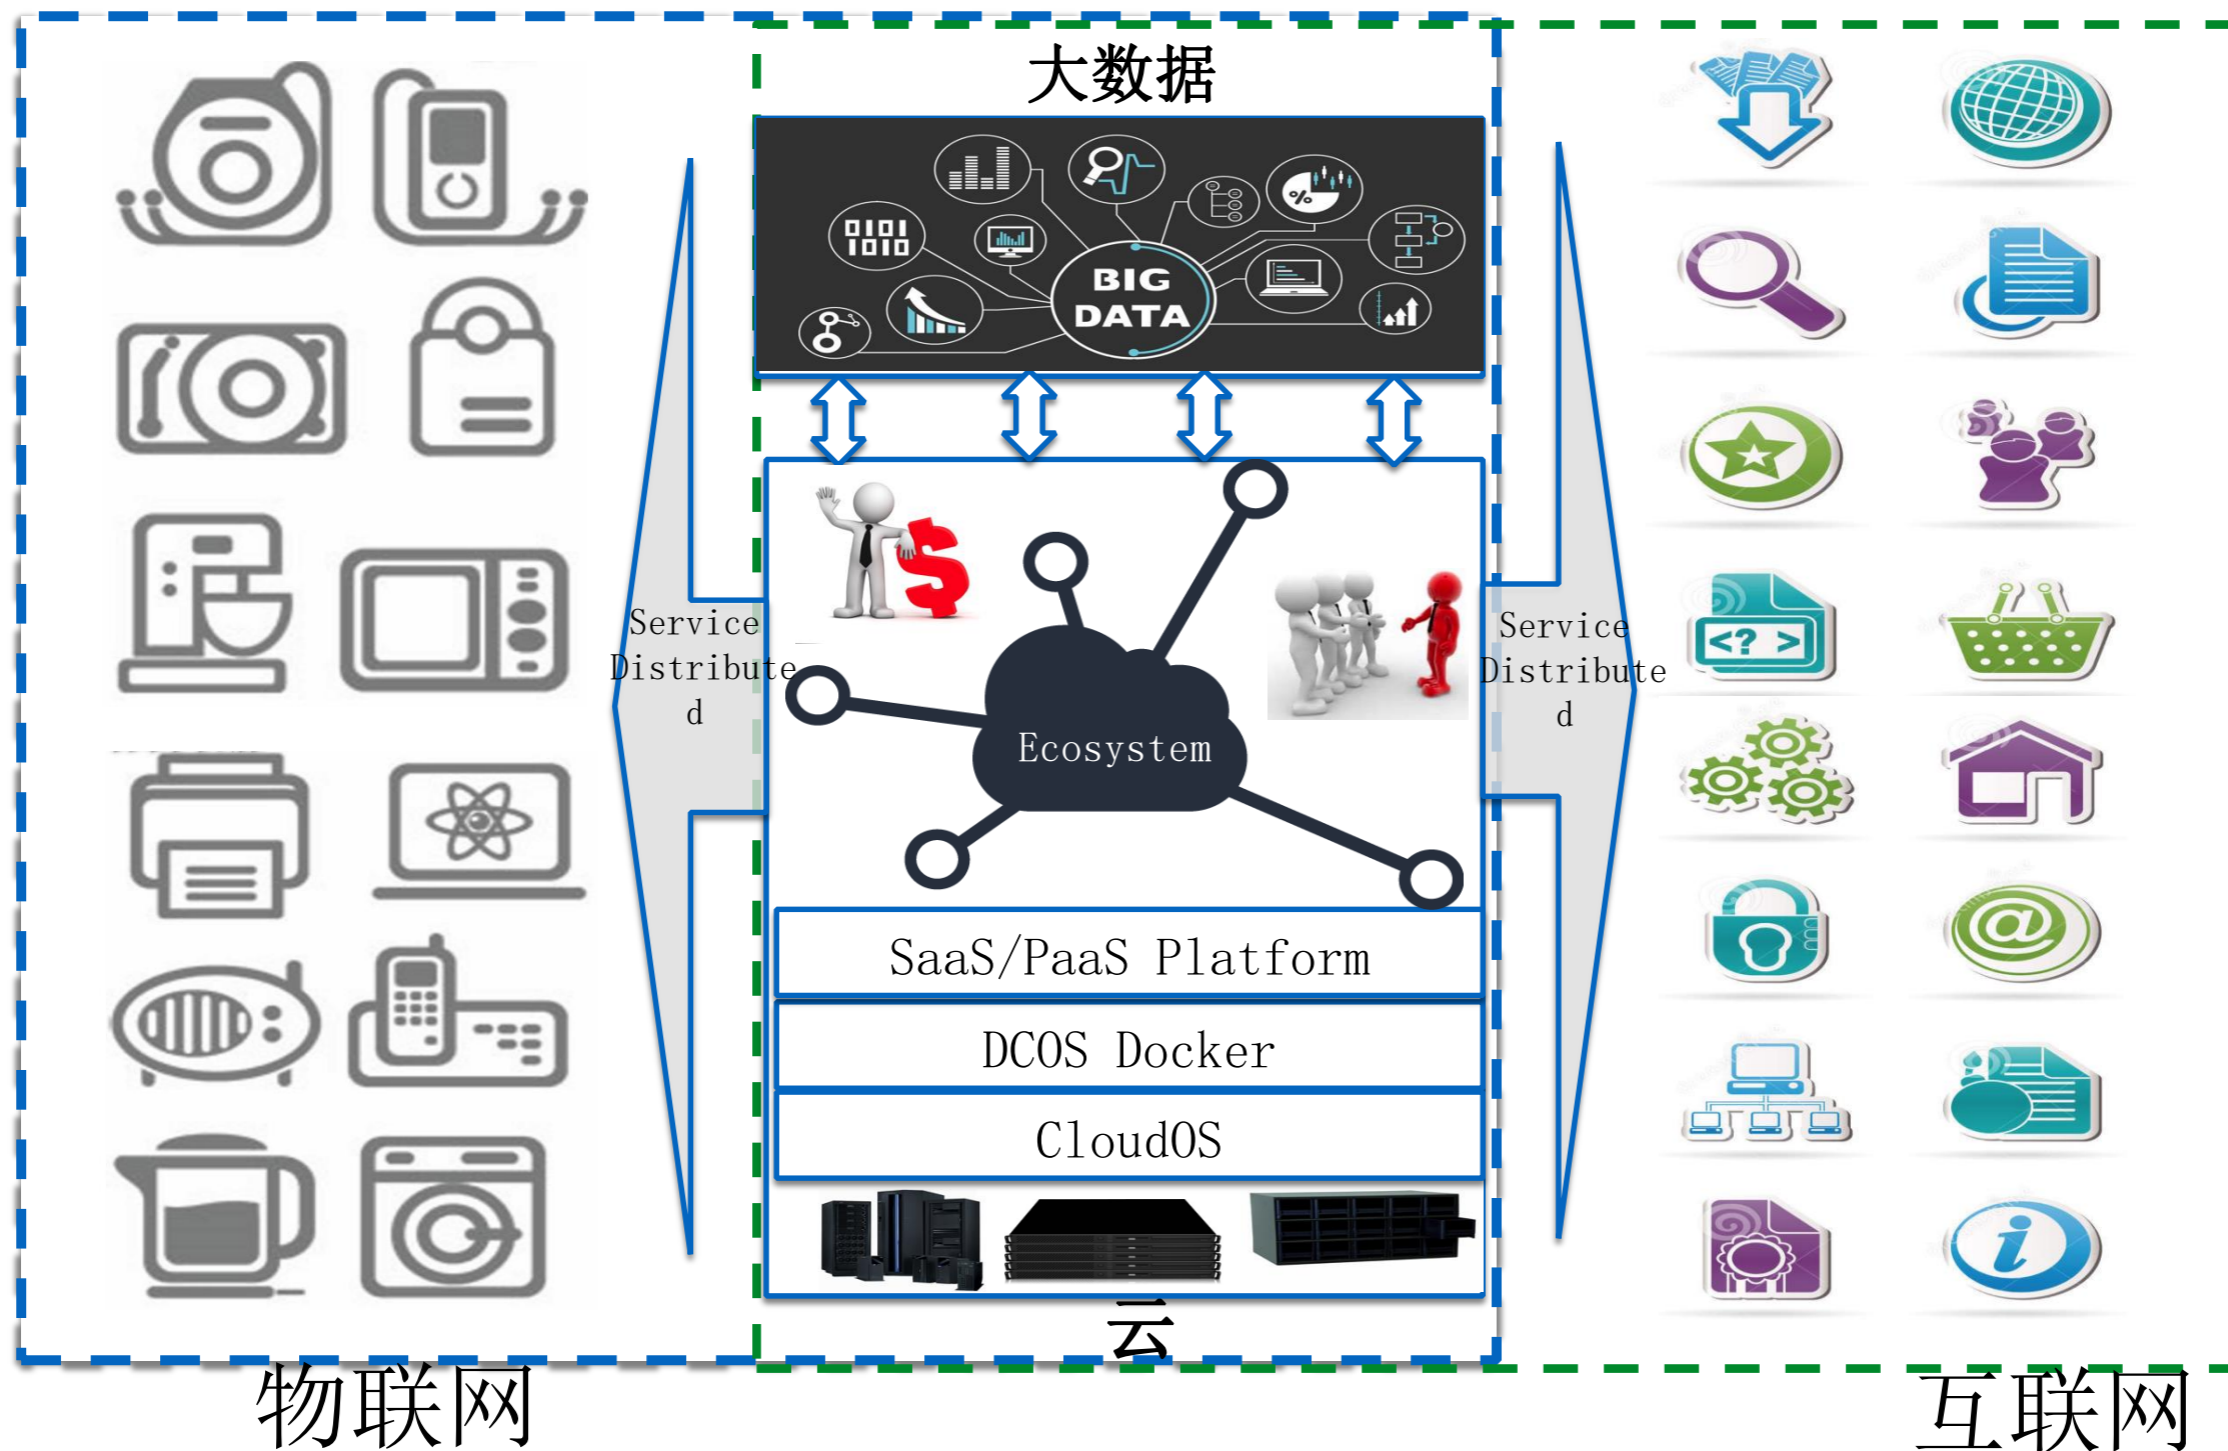 大数据
0101
1010
%
BIG
DATA
Service
Distribute
d
Service
Distribute
d
<? >
$
Ecosystem
@
SaaS/PaaS Platform
DCOS Docker
CloudOS
i
云
物联网
互联网